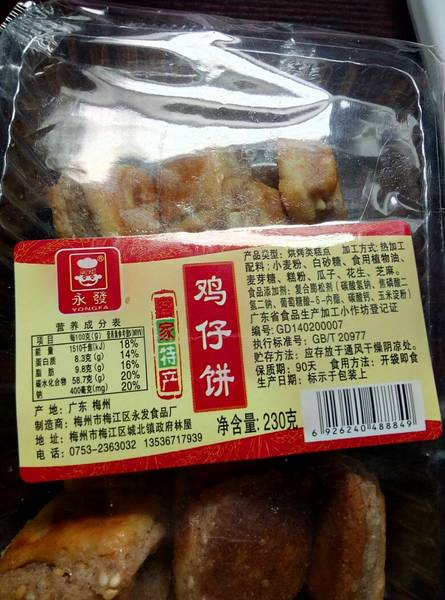 永發
YONGFA
客家特产
鸡仔饼
净含量:230克
营养成分表
项目 每100克(g) 营养素参考值%(NRV%)
能量 1510千焦(kJ) 18%
蛋白质 8.3克(g) 14%
脂肪 9.8克(g) 16%
碳水化合物 58.7克(g) 20%
钠 400毫克(mg) 20%
产地:广东 梅州
制造商:梅州市梅江区永发食品厂
地址:梅州市梅江区城北镇政府林屋
电话:0753-2363032 13536717939
产品类型:烘烤类糕点 加工方式:热加工
配料:小麦粉、白砂糖、食用植物油、
麦芽糖、糕粉、瓜子、花生、芝麻。
食品添加剂:复合膨松剂(碳酸氢钠、焦磷酸二
氢二钠、葡萄糖酸-δ-内酯、碳酸钙、玉米淀粉)
广东省食品生产加工小作坊登记证
编号:GD140200007
执行标准号:GB/T 20977
贮存方法:应存放于通风干燥阴凉处。
保质期:90天 食用方法:开袋即食
生产日期:标示于包装上
6 926240 488849